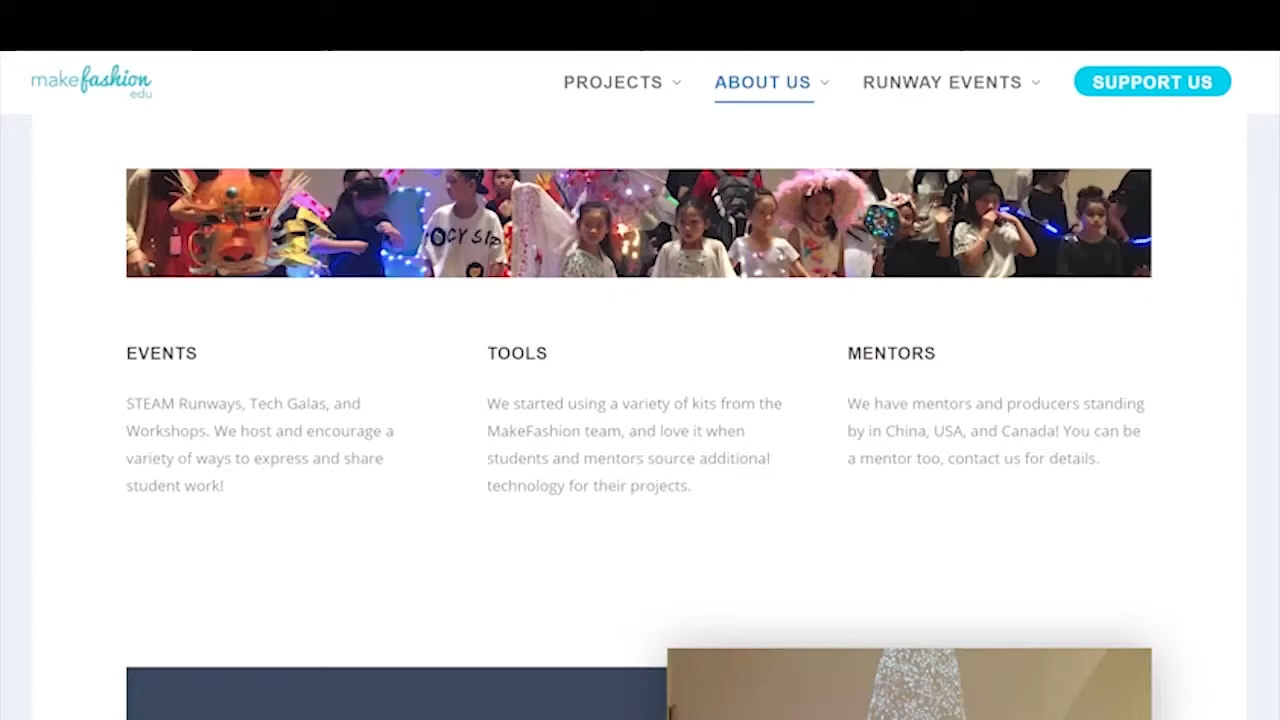 make fashion
edu
PROJECTS
ABOUT US
RUNWAY EVENTS
SUPPORT US
OCY
EVENTS
STEAM Runways, Tech Galas, and
Workshops. We host and encourage a
variety of ways to express and share
student work!
TOOLS
We started using a variety of kits from the
MakeFashion team, and love it when
students and mentors source additional
technology for their projects.
MENTORS
We have mentors and producers standing
by in China, USA, and Canada! You can be
a mentor too, contact us for details.